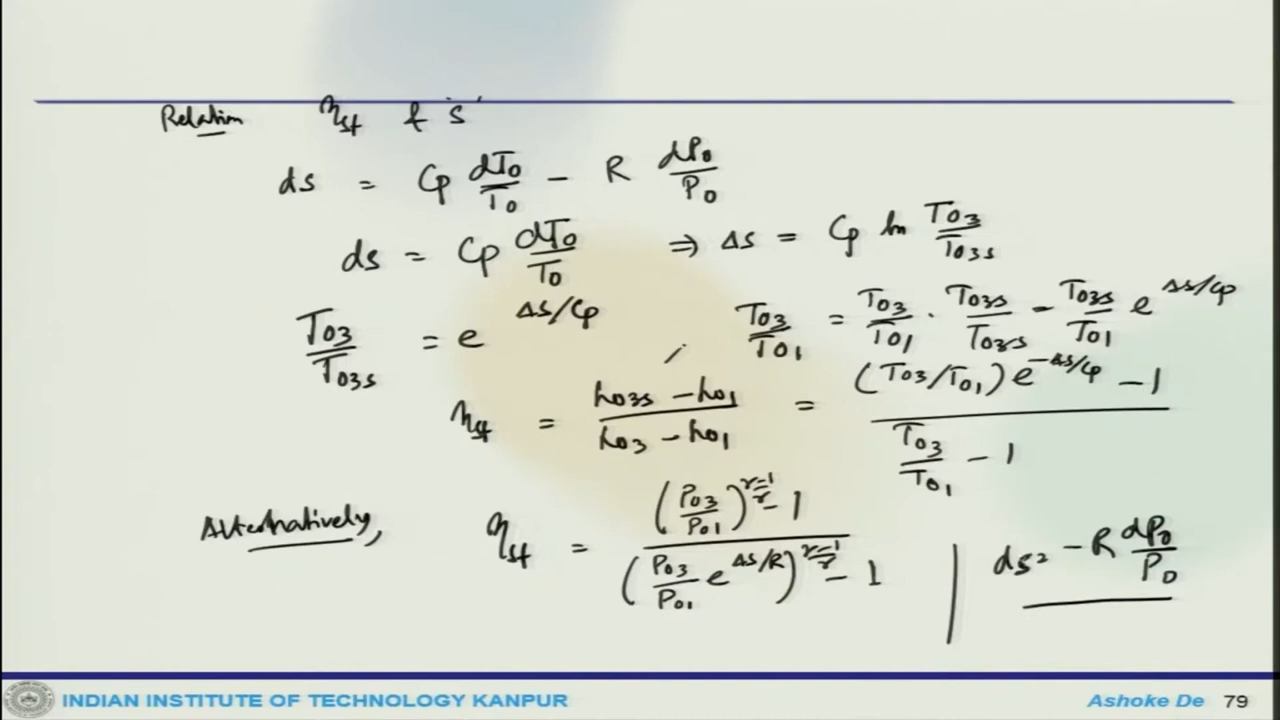 Relation ηst & 's'
ds = Cp dT0/T0 - R dP0/P0
ds = Cp dT0/T0 ⇒ Δs = Cp ln T03/T03s
T03/T03s = e^Δs/Cp , T03/T01 = T03/T01 . T03s/T03s = T03s/T01 e^Δs/Cp
ηst = (h03s - h01)/(h03 - h01) = ((T03/T01) e^-Δs/Cp - 1)/(T03/T01 - 1)
Alternatively, ηst = ((P03/P01)^(γ-1)/γ - 1)/((P03/P01 e^Δs/R)^(γ-1)/γ - 1) | ds = -R dP0/P0
INDIAN INSTITUTE OF TECHNOLOGY KANPUR
Ashoke De 79